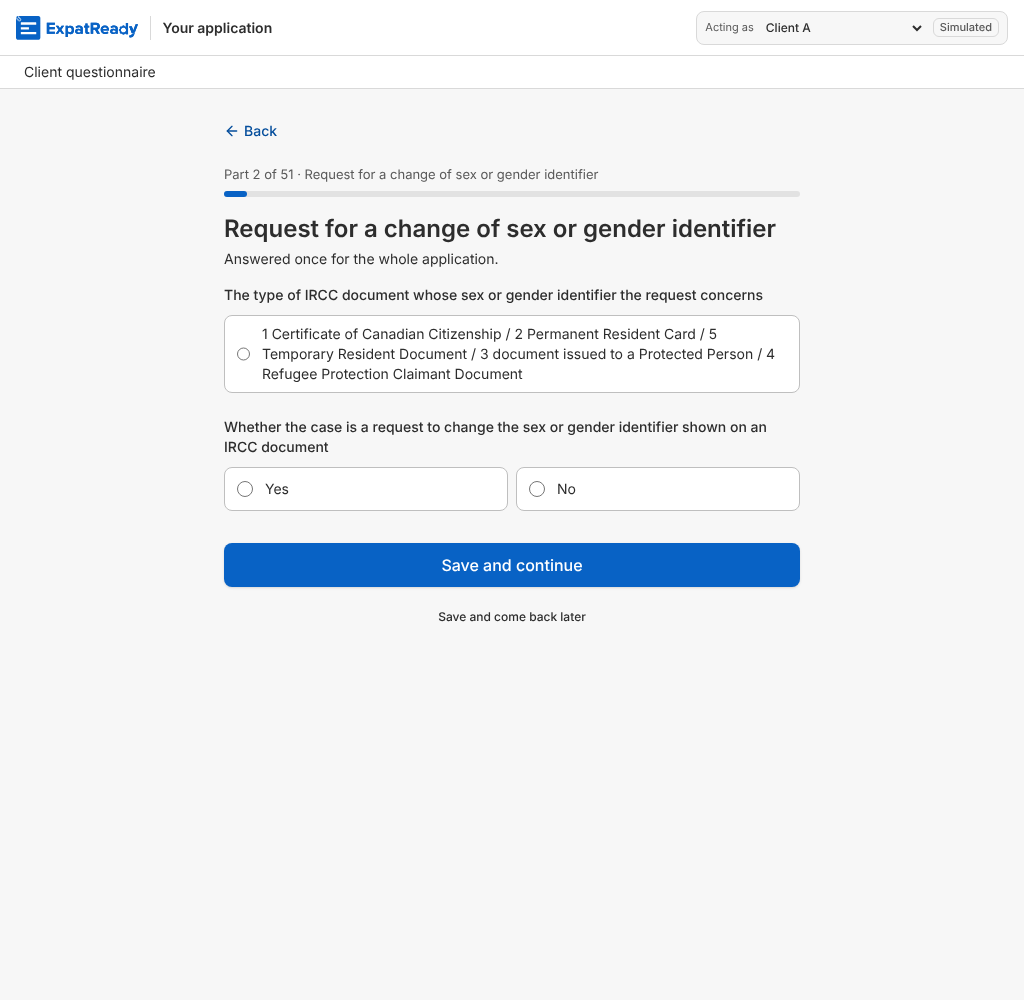 ExpatReady
Your application
Acting as
Client A
Simulated
Client questionnaire
Back
Part 2 of 51 · Request for a change of sex or gender identifier
Request for a change of sex or gender identifier
Answered once for the whole application.
The type of IRCC document whose sex or gender identifier the request concerns
1 Certificate of Canadian Citizenship / 2 Permanent Resident Card / 5
Temporary Resident Document / 3 document issued to a Protected Person / 4
Refugee Protection Claimant Document
Whether the case is a request to change the sex or gender identifier shown on an
IRCC document
Yes
No
Save and continue
Save and come back later